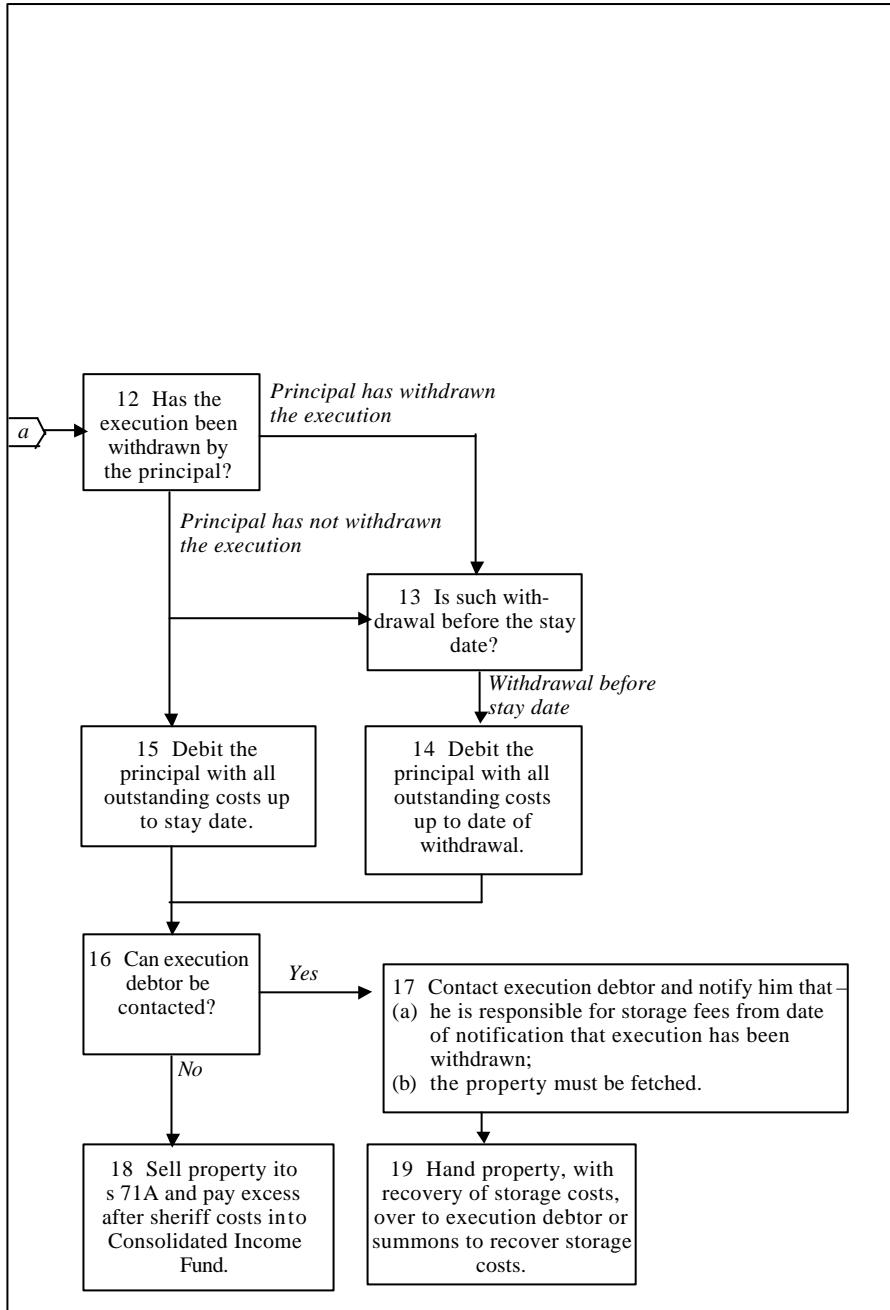 a
12 Has the
execution been
withdrawn by
the principal?
Principal has withdrawn
the execution
Principal has not withdrawn
the execution
13 Is such with-
drawal before the stay
date?
Withdrawal before
stay date
15 Debit the
principal with all
outstanding costs up
to stay date.
14 Debit the
principal with all
outstanding costs
up to date of
withdrawal.
16 Can execution
debtor be
contacted?
Yes
17 Contact execution debtor and notify him that –
(a) he is responsible for storage fees from date
of notification that execution has been
withdrawn;
(b) the property must be fetched.
No
18 Sell property ito
s 71A and pay excess
after sheriff costs into
Consolidated Income
Fund.
19 Hand property, with
recovery of storage costs,
over to execution debtor or
summons to recover storage
costs.